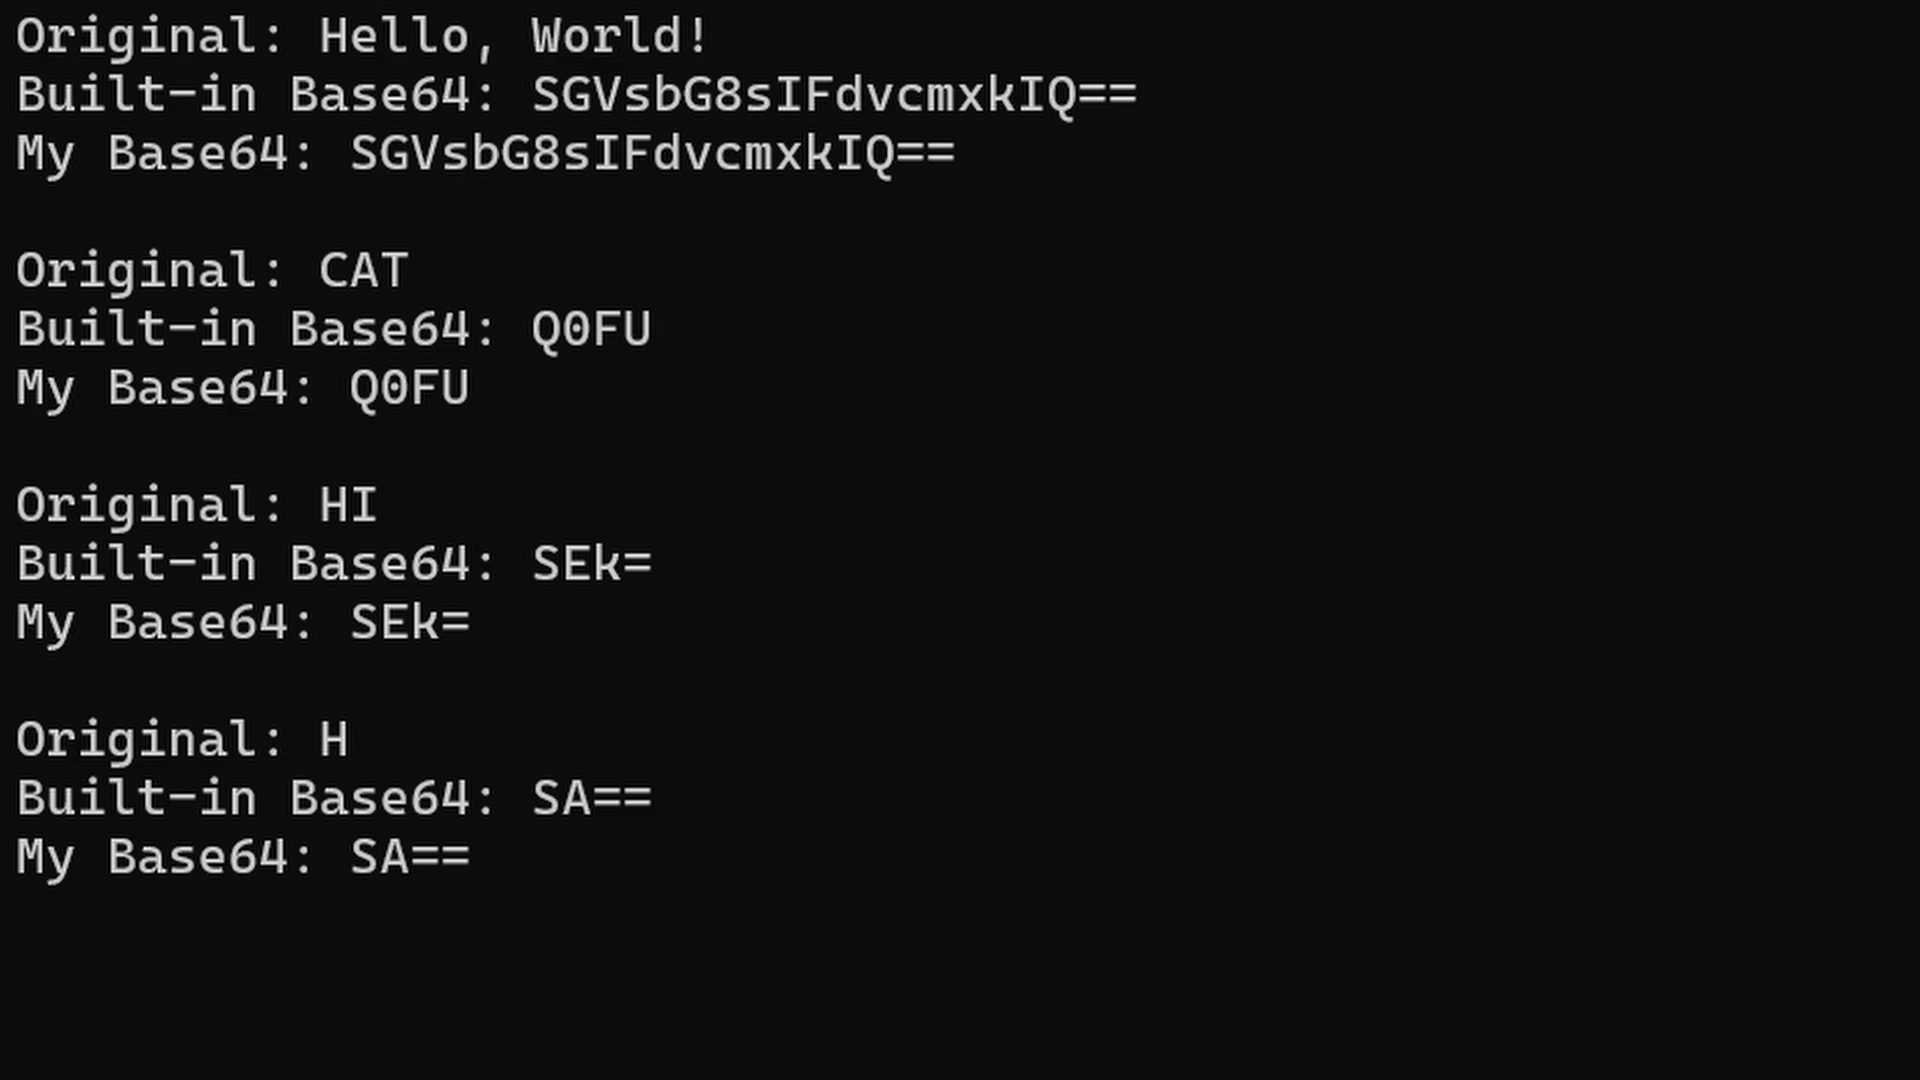 Original: Hello, World!
Built-in Base64: SGVsbG8sIFdvcmxkIQ==
My Base64: SGVsbG8sIFdvcmxkIQ==
Original: CAT
Built-in Base64: Q0FU
My Base64: Q0FU
Original: HI
Built-in Base64: SEk=
My Base64: SEk=
Original: H
Built-in Base64: SA==
My Base64: SA==